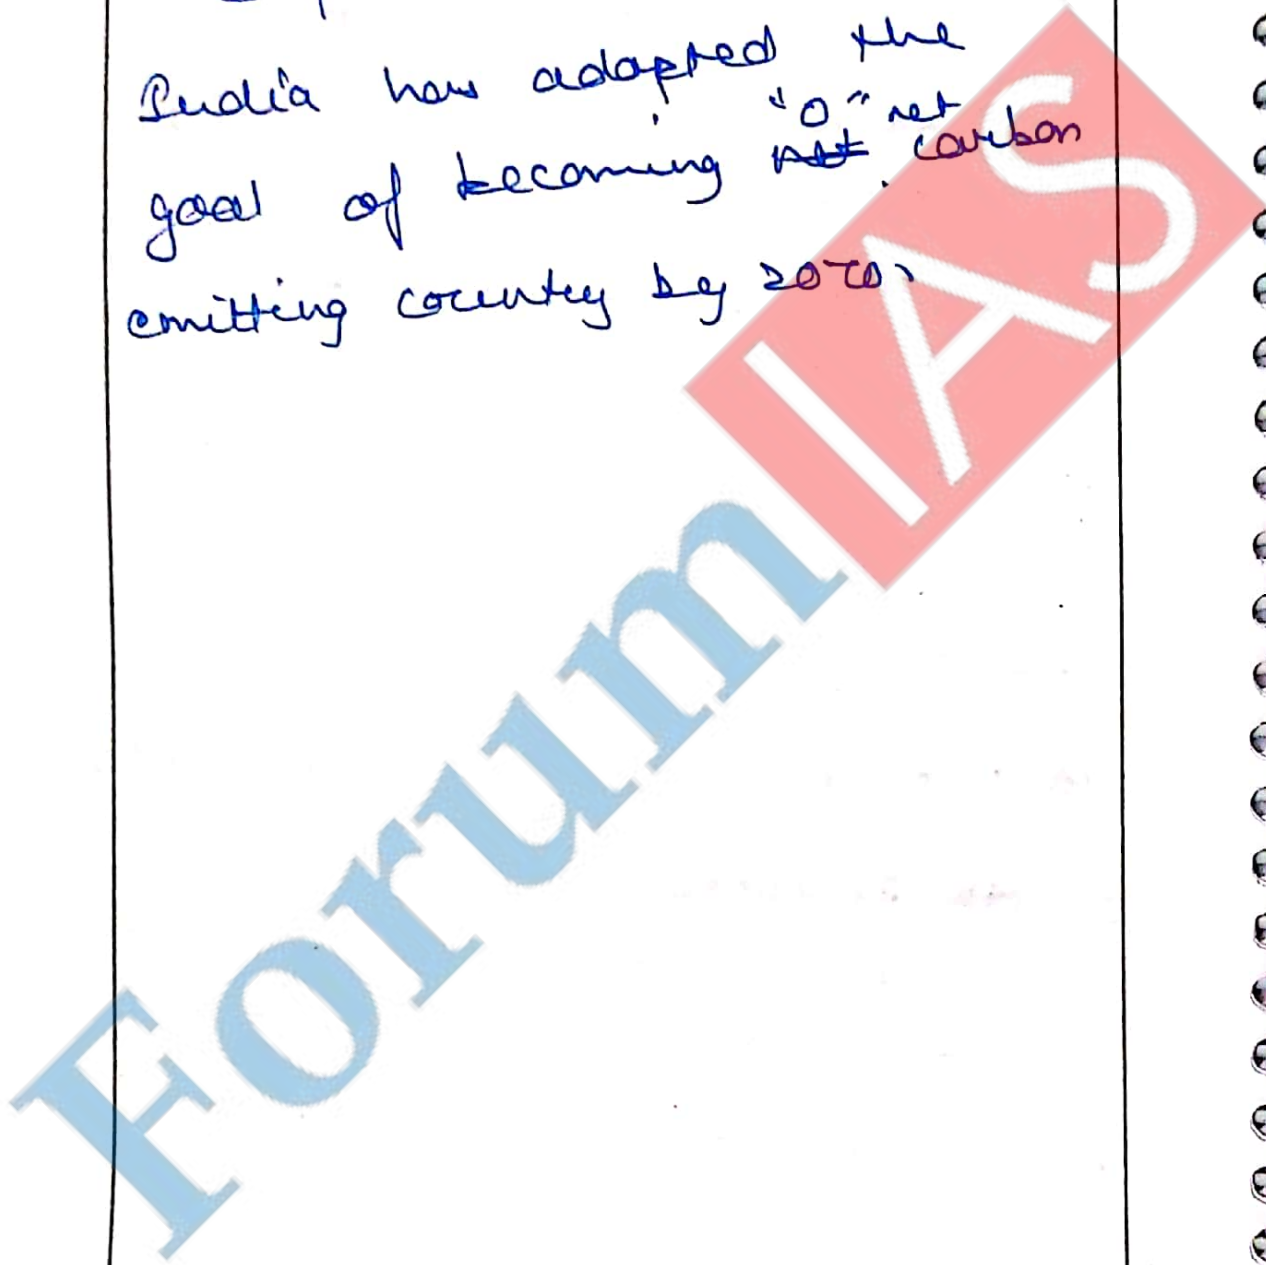 India has adopted the
goal of becoming "0" net carbon
emitting country by 2070.
ForumIAS